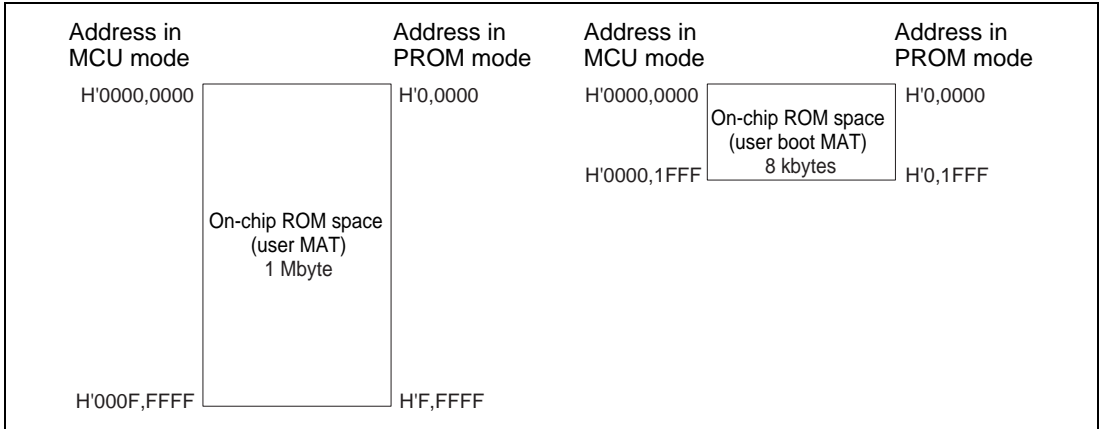 Address in
MCU mode
Address in
PROM mode
H'0000,0000
H'0,0000
On-chip ROM space
(user MAT)
1 Mbyte
H'000F,FFFF
H'F,FFFF
Address in
MCU mode
Address in
PROM mode
H'0000,0000
H'0,0000
On-chip ROM space
(user boot MAT)
8 kbytes
H'0000,1FFF
H'0,1FFF